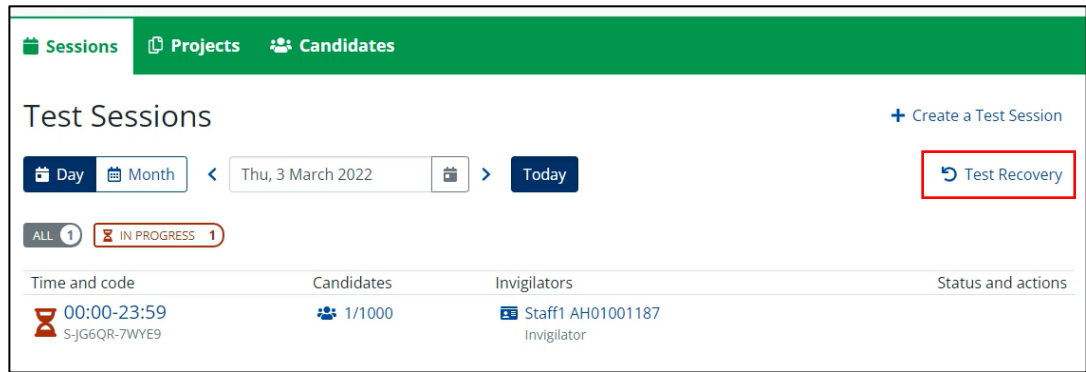 Sessions Projects Candidates
Test Sessions
+ Create a Test Session
Day Month < Thu, 3 March 2022 > Today
Test Recovery
ALL 1 IN PROGRESS 1
Time and code Candidates Invigilators Status and actions
00:00-23:59 1/1000 Staff1 AH01001187
S-JG6QR-7WYE9 Invigilator